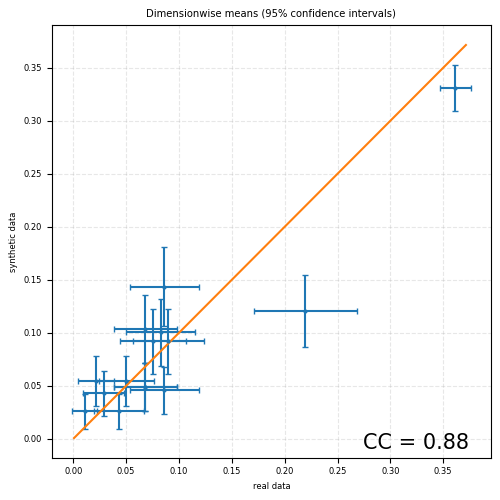 Dimensionwise means (95% confidence intervals)
synthetic data
0.35
0.30
0.25
0.20
0.15
0.10
0.05
0.00
CC = 0.88
0.00 0.05 0.10 0.15 0.20 0.25 0.30 0.35
real data